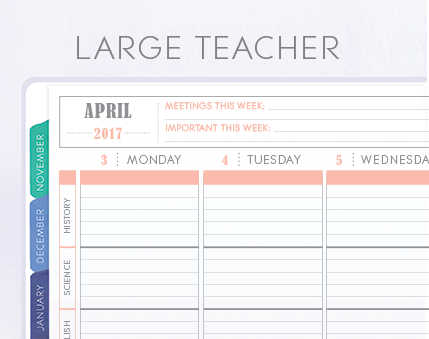 LARGE TEACHER
APRIL
2017
MEETINGS THIS WEEK:
IMPORTANT THIS WEEK:
3 MONDAY
4 TUESDAY
5 WEDNESDA
NOVEMBER
DECEMBER
JANUARY
HISTORY
SCIENCE
LISH